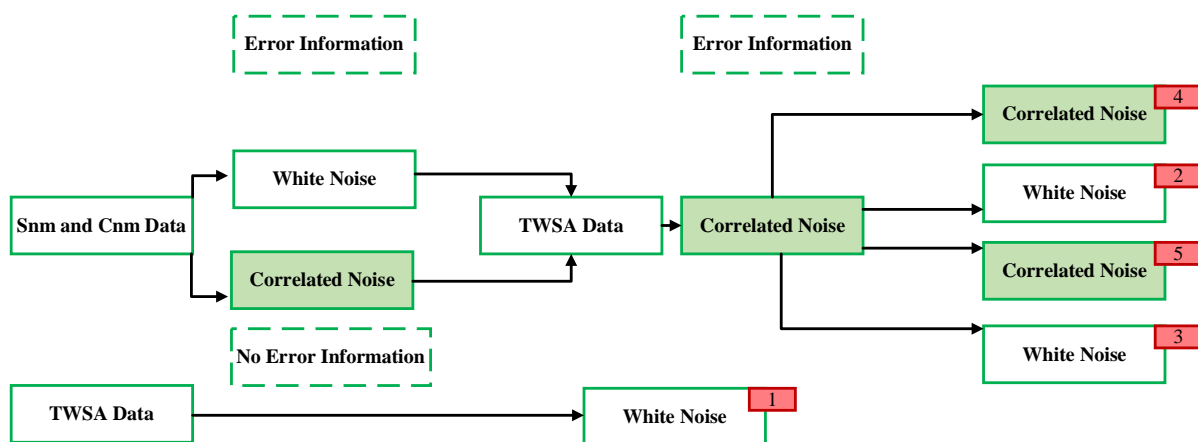 Error Information
Error Information
4
Correlated Noise
White Noise
2
White Noise
Snm and Cnm Data
TWSA Data
Correlated Noise
5
Correlated Noise
Correlated Noise
No Error Information
3
White Noise
TWSA Data
1
White Noise